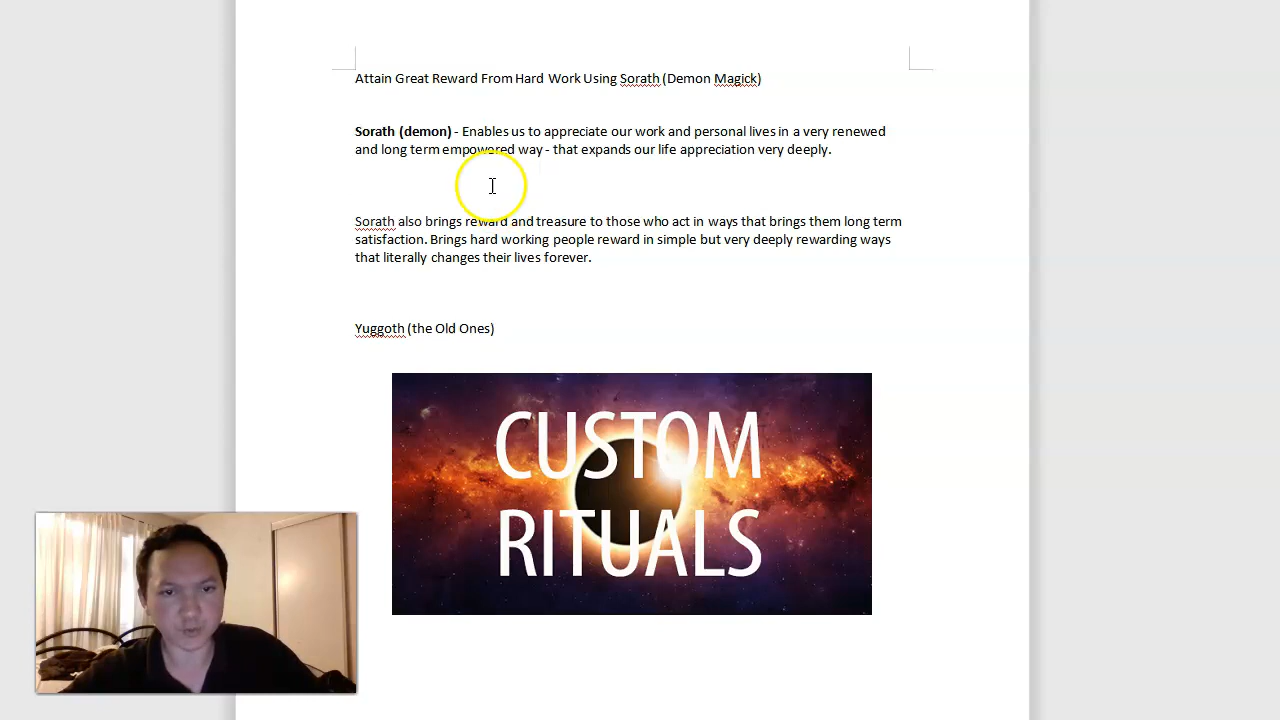 Attain Great Reward From Hard Work Using Sorath (Demon Magick)
Sorath (demon) - Enables us to appreciate our work and personal lives in a very renewed
and long term empowered way - that expands our life appreciation very deeply.
Sorath also brings reward and treasure to those who act in ways that brings them long term
satisfaction. Brings hard working people reward in simple but very deeply rewarding ways
that literally changes their lives forever.
Yuggoth (the Old Ones)
CUSTOM
RITUALS